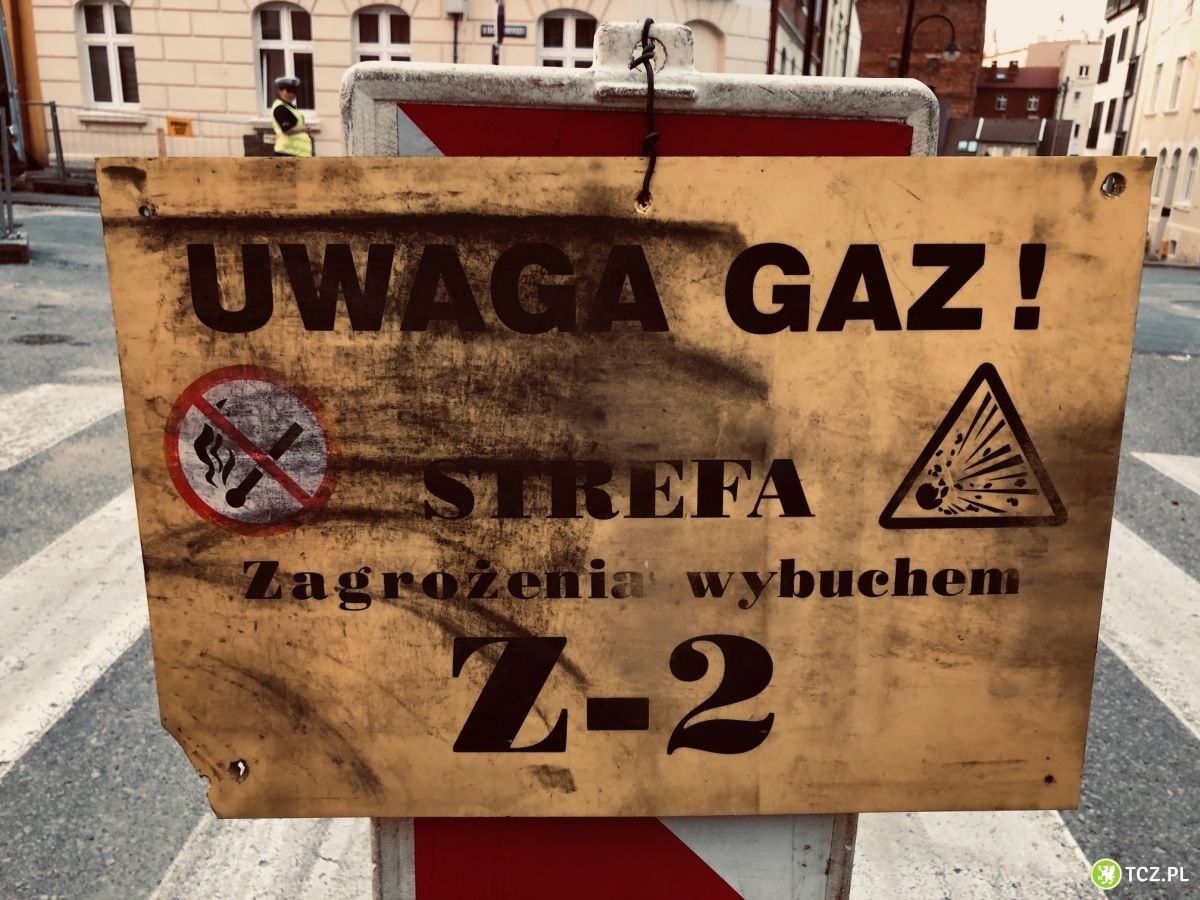 UWAGA GAZ!
STREFA
Zagrożenia wybuchem
Z-2
TCZ.PL